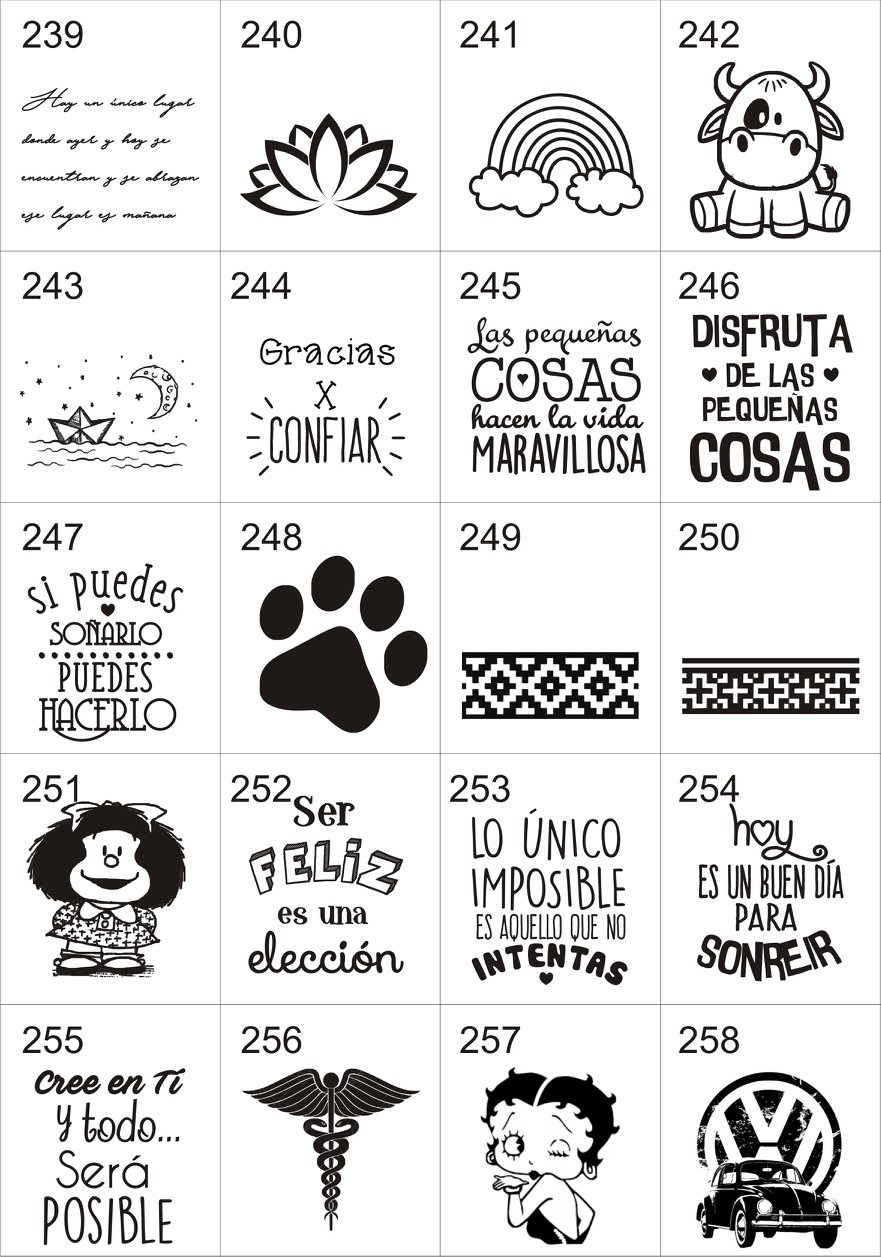 239
Hay un único lugar
donde ayer y hoy se
encuentran y se abrazan
ese lugar es mañana
240
241
242
243
244
Gracias
X
CONFIAR
245
Las pequeñas
COSAS
hacen la vida
MARAVILLOSA
246
DISFRUTA
DE LAS
PEQUEÑAS
COSAS
247
Si puedes
SOÑARLO
PUEDES
HACERLO
248
249
250
251
252
Ser
FELiZ
es una
elección
253
LO ÚNICO
IMPOSIBLE
ES AQUELLO QUE NO
INTENTAS
254
hoy
ES UN BUEN DÍA
PARA
SONREIR
255
Cree en Tí
Y todo...
Será
POSIBLE
256
257
258